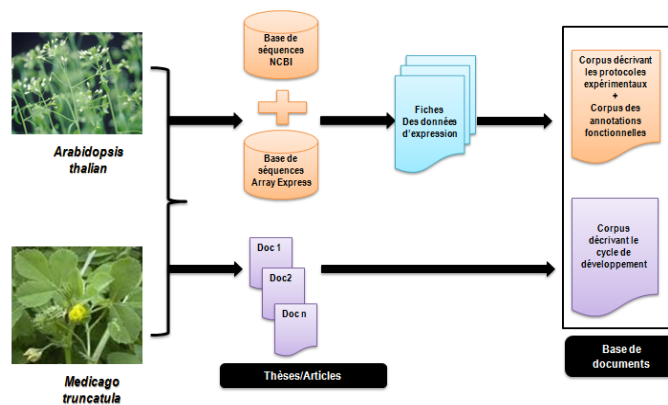 Arabidopsis
thalian
Medicago
truncatula
Base de
séquences
NCBI
Base de
séquences
Array Express
Fiches
Des données
d'expression
Corpus décrivant
les protocoles
expérimentaux
+
Corpus des
annotations
fonctionnelles
Doc 1
Doc2
Doc n
Thèses/Articles
Corpus
décrivant le
cycle de
développement
Base de
documents